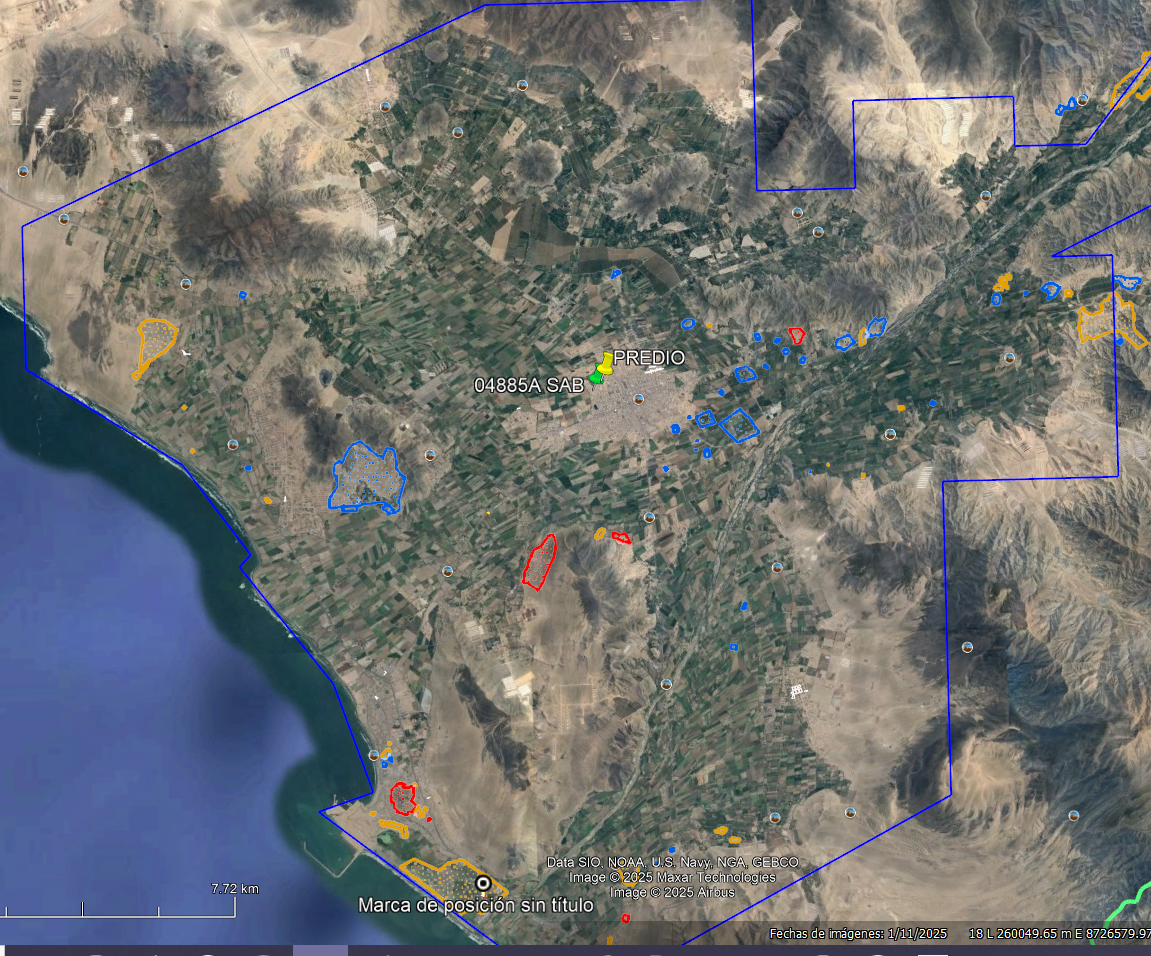 PREDIO
04885A SAB
7.72 km
Data SIO, NOAA, U.S. Navy, NGA, GEBCO
Image © 2025 Maxar Technologies
Image © 2025 Airbus
Marca de posición sin título
Fechas de imágenes: 1/11/2025 18 L 260049.65 m E 8726579.97